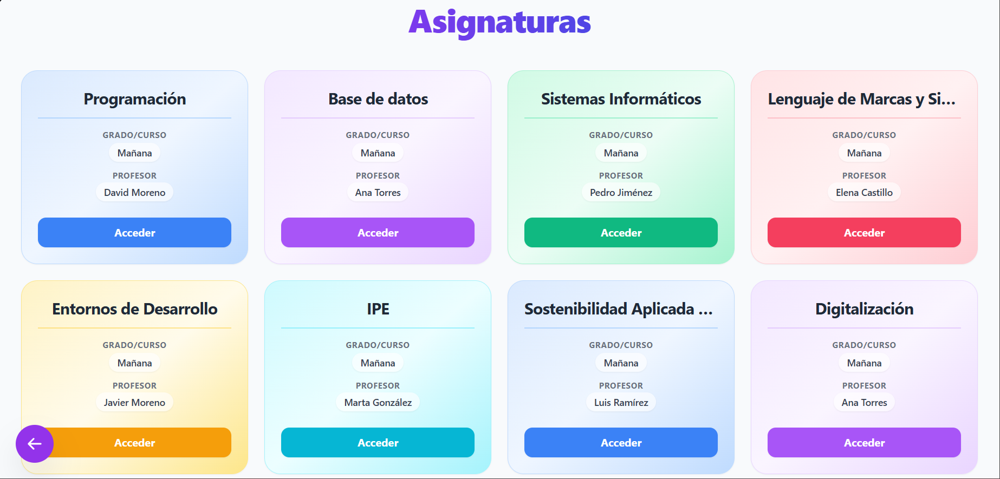 Asignaturas
Programación
GRADO/CURSO
Mañana
PROFESOR
David Moreno
Acceder
Base de datos
GRADO/CURSO
Mañana
PROFESOR
Ana Torres
Acceder
Sistemas Informáticos
GRADO/CURSO
Mañana
PROFESOR
Pedro Jiménez
Acceder
Lenguaje de Marcas y Si...
GRADO/CURSO
Mañana
PROFESOR
Elena Castillo
Acceder
Entornos de Desarrollo
GRADO/CURSO
Mañana
PROFESOR
Javier Moreno
Acceder
IPE
GRADO/CURSO
Mañana
PROFESOR
Marta González
Acceder
Sostenibilidad Aplicada ...
GRADO/CURSO
Mañana
PROFESOR
Luis Ramírez
Acceder
Digitalización
GRADO/CURSO
Mañana
PROFESOR
Ana Torres
Acceder